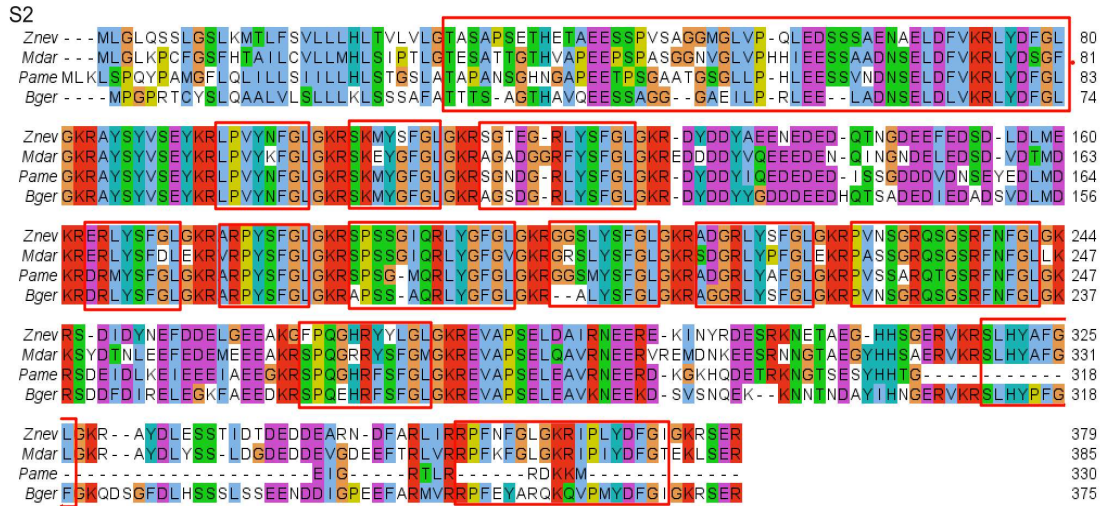 S2
Znev ---MLGLQSSLGSLKMTLFSVLLLHLTVLVLGTASAPSETHETAEESSPVSAGGMGLVP-QLEDSSSAENAELDFVKRLYDFGL 80
Mdar ---MLGLKPCFGSFHTAILCVLLMHLSIPTLGTESATTGTHVAPEEPSPASGGNVGLVPHHIEESSVADNSELDFVKRLYDSGF 81
Pame MLKLSPQYPAMGFLQLILLSIILLHLSTGSLATAPANSGHNGAPEETPSGAATGSGLLP-HLEESSVNDNSELDFVKRLYDFGL 83
Bger ----MPGPRTCYSLQAALVLSLLLKLSSSAFATTTS-AGTHAVQEESSAGG--GAEILP-RLEE--LADNSELDLVKRLYDFGL 74
Znev GKRAYSYVSEYKRLPVYNFGLGKRSKMYSFGLGKRSGTEG-RLYSFGLGKR-DYDDYAEENEDED-QTNGDEEFEDSD-LDLME 160
Mdar GKRAYSYVSEYKRLPVYKFGLGKRSKEYGFGLGKRAGADGGRFYSFGLGKREDDDDYVQEEEDEN-QINGNDELEDSD-VDTMD 163
Pame GKRAYSYVSEYKRLPVYNFGLGKRSKMYGFGLGKRSGNDG-RLYSFGLGKR-DYDDYIQEDEDED-ISSGDDDVDNSEYEDLMD 164
Bger GKRAYSYVSEYKRLPVYNFGLGKRSKMYGFGLGKRAGSDG-RLYSFGLGKR-DYDDYYGDDDEEDHQTSADEDIEDADSVDLMD 156
Znev KRERLYSFGLGKRARPYSFGLGKRSPSSGIQRLYGFGLGKRGGSLYSFGLGKRADGRLYSFGLGKRPVNSGRQSGSRFNFGLGK 244
Mdar KRERLYSFDLEKRVRPYSFGLGKRSPSSGIQRLYGFGVGKRGRSLYSFGLGKRSDGRLYPFGLEKRPASSGRQSGSRFNFGLLK 247
Pame KRDRMYSFGLGKRARPYSFGLGKRSPSG-MQRLYGFGLGKRGGSMYSFGLGKRADGRLYAFGLGKRPVSSARQTGSRFNFGLGK 247
Bger KRDRLYSFGLGKRARPYSFGLGKRAPSS-AQRLYGFGLGKR--ALYSFGLGKRAGGRLYSFGLGKRPVNSGRQSGSRFNFGLGK 237
Znev RS-DIDYNEFDDELGEEAKGFPQGHRYYLGLGKREVAPSELDAIRNEERE-KINYRDESRKNETAEG-HHSGERVKRSLHYAFG 325
Mdar KSYDTNLEEFEDEMEEEAKRSPQGRRYSFGMGKREVAPSELQAVRNEERVREMDNKEESRNNGTAEGYHHSAERVKRSLHYAFG 331
Pame RSDEIDLKEIEEEIAEEGKRSPQGHRFSFGLGKREVAPSELEAVRNEERD-KGKHQDETRKNGTSESYHHTG------------ 318
Bger RSDDFDIRELEGKFAEEDKRSPQEHRFSFGLGKREVAPSELEAVRNEEKD-SVSNQEK--KNNTNDAYIHNGERVKRSLHYPFG 318
Znev LGKR--AYDLESSTIDTDEDDEARN-DFARLIRRPFNFGLGKRIPLYDFGIGKRSER 379
Mdar LGKR--AYDLYSS-LDGDEDDEVGDEEFTRLVRRPFKFGLGKRIPIYDFGTEKLSER 385
Pame --------------------EIG-----RTLR------RDKKM-------------- 330
Bger FGKQDSGFDLHSSSLSSEENDDIGPEEFARMVRRPFEYARQKQVPMYDFGIGKRSER 375